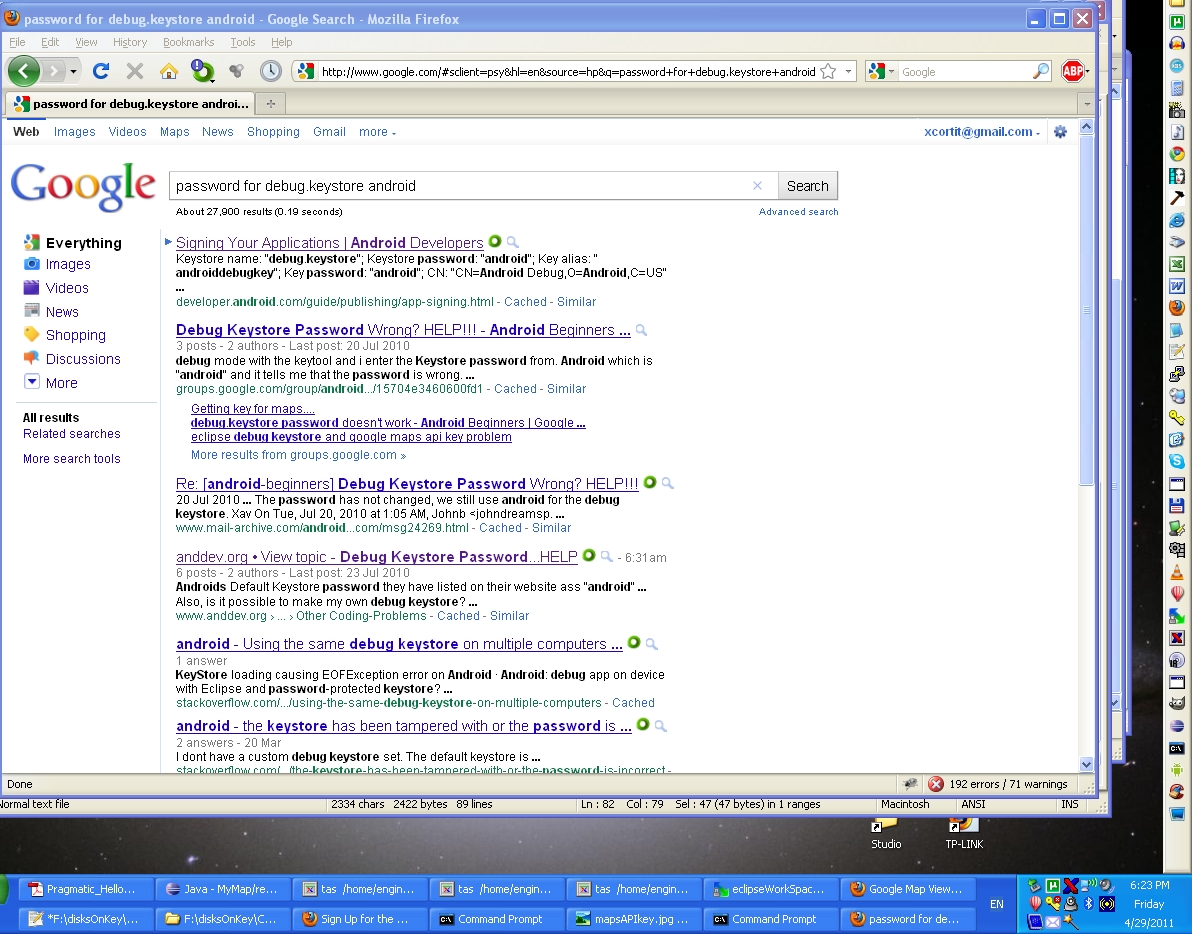 password for debug.keystore android - Google Search - Mozilla Firefox
File Edit View History Bookmarks Tools Help
http://www.google.com/#sclient=psy&hl=en&source=hp&q=password+for+debug.keystore+android
Google
ABP
password for debug.keystore androi...
Web Images Videos Maps News Shopping Gmail more
xcortit@gmail.com
Google
password for debug.keystore android
Search
About 27,900 results (0.19 seconds)
Advanced search
Everything
Images
Videos
News
Shopping
Discussions
More
All results
Related searches
More search tools
Signing Your Applications | Android Developers
Keystore name: "debug.keystore"; Keystore password: "android"; Key alias: "
androiddebugkey"; Key password: "android"; CN: "CN=Android Debug,O=Android,C=US"
...
developer.android.com/guide/publishing/app-signing.html - Cached - Similar
Debug Keystore Password Wrong? HELP!!! - Android Beginners ...
3 posts - 2 authors - Last post: 20 Jul 2010
debug mode with the keytool and i enter the Keystore password from. Android which is
"android" and it tells me that the password is wrong. ...
groups.google.com/group/android.../15704e3460600fd1 - Cached - Similar
Getting key for maps....
debug.keystore password doesn't work - Android Beginners | Google ...
eclipse debug keystore and google maps api key problem
More results from groups.google.com »
Re: [android-beginners] Debug Keystore Password Wrong? HELP!!!
20 Jul 2010 ... The password has not changed, we still use android for the debug
keystore. Xav On Tue, Jul 20, 2010 at 1:05 AM, Johnb <johndreamsp. ...
www.mail-archive.com/android...com/msg24269.html - Cached - Similar
anddev.org • View topic - Debug Keystore Password...HELP - 6:31am
6 posts - 2 authors - Last post: 23 Jul 2010
Androids Default Keystore password they have listed on their website ass "android" ...
Also, is it possible to make my own debug keystore? ...
www.anddev.org › ... › Other Coding-Problems - Cached - Similar
android - Using the same debug keystore on multiple computers ...
1 answer
KeyStore loading causing EOFException error on Android · Android: debug app on device
with Eclipse and password-protected keystore? ...
stackoverflow.com/.../using-the-same-debug-keystore-on-multiple-computers - Cached
android - the keystore has been tampered with or the password is ...
2 answers - 20 Mar
I dont have a custom debug keystore set. The default keystore is ...
stackoverflow.com/.../the-keystore-has-been-tampered-with-or-the-password-is-incorrect -
Done
192 errors / 71 warnings
Normal text file
2334 chars 2422 bytes 89 lines
Ln : 82 Col : 79 Sel : 47 (47 bytes) in 1 ranges
Macintosh
ANSI
INS
Studio
TP-LINK
Pragmatic_Hello...
Java - MyMap/re...
tas /home/engin...
tas /home/engin...
tas /home/engin...
eclipseWorkSpac...
Google Map View...
*F:\disksOnKey\...
F:\disksOnKey\C...
Sign Up for the ...
Command Prompt
mapsAPIkey.jpg ...
Command Prompt
password for de...
EN
6:23 PM
Friday
4/29/2011